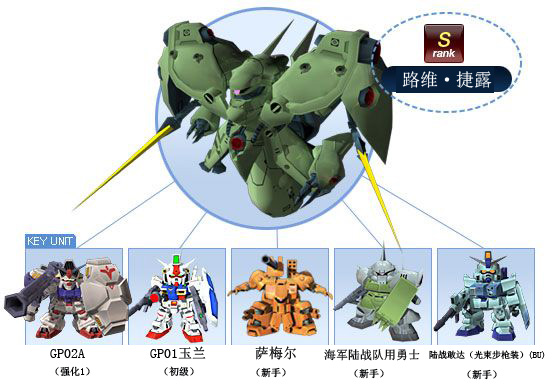 S
rank
路维·捷露
KEY UNIT
GP02A
(强化1)
GP01玉兰
(初级)
萨梅尔
(新手)
海军陆战队用勇士
(新手)
陆战敢达（光束步枪装）(BU)
(新手)